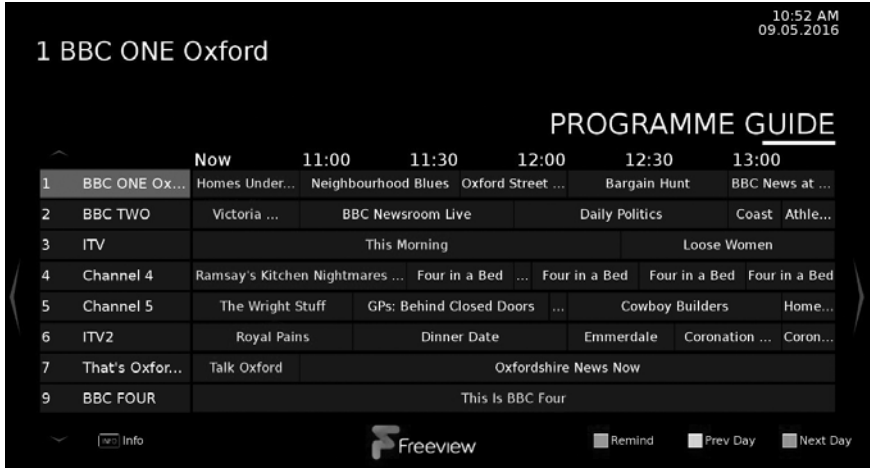 10:52 AM
09.05.2016
1 BBC ONE Oxford
PROGRAMME GUIDE
Now 11:00 11:30 12:00 12:30 13:00
1 BBC ONE Ox... Homes Under... Neighbourhood Blues Oxford Street ... Bargain Hunt BBC News at ...
2 BBC TWO Victoria ... BBC Newsroom Live Daily Politics Coast Athle...
3 ITV This Morning Loose Women
4 Channel 4 Ramsay's Kitchen Nightmares ... Four in a Bed ... Four in a Bed Four in a Bed Four in a Bed
5 Channel 5 The Wright Stuff GPs: Behind Closed Doors ... Cowboy Builders Home...
6 ITV2 Royal Pains Dinner Date Emmerdale Coronation ... Coron...
7 That's Oxfor... Talk Oxford Oxfordshire News Now
9 BBC FOUR This Is BBC Four
INFO Info Freeview Remind Prev Day Next Day